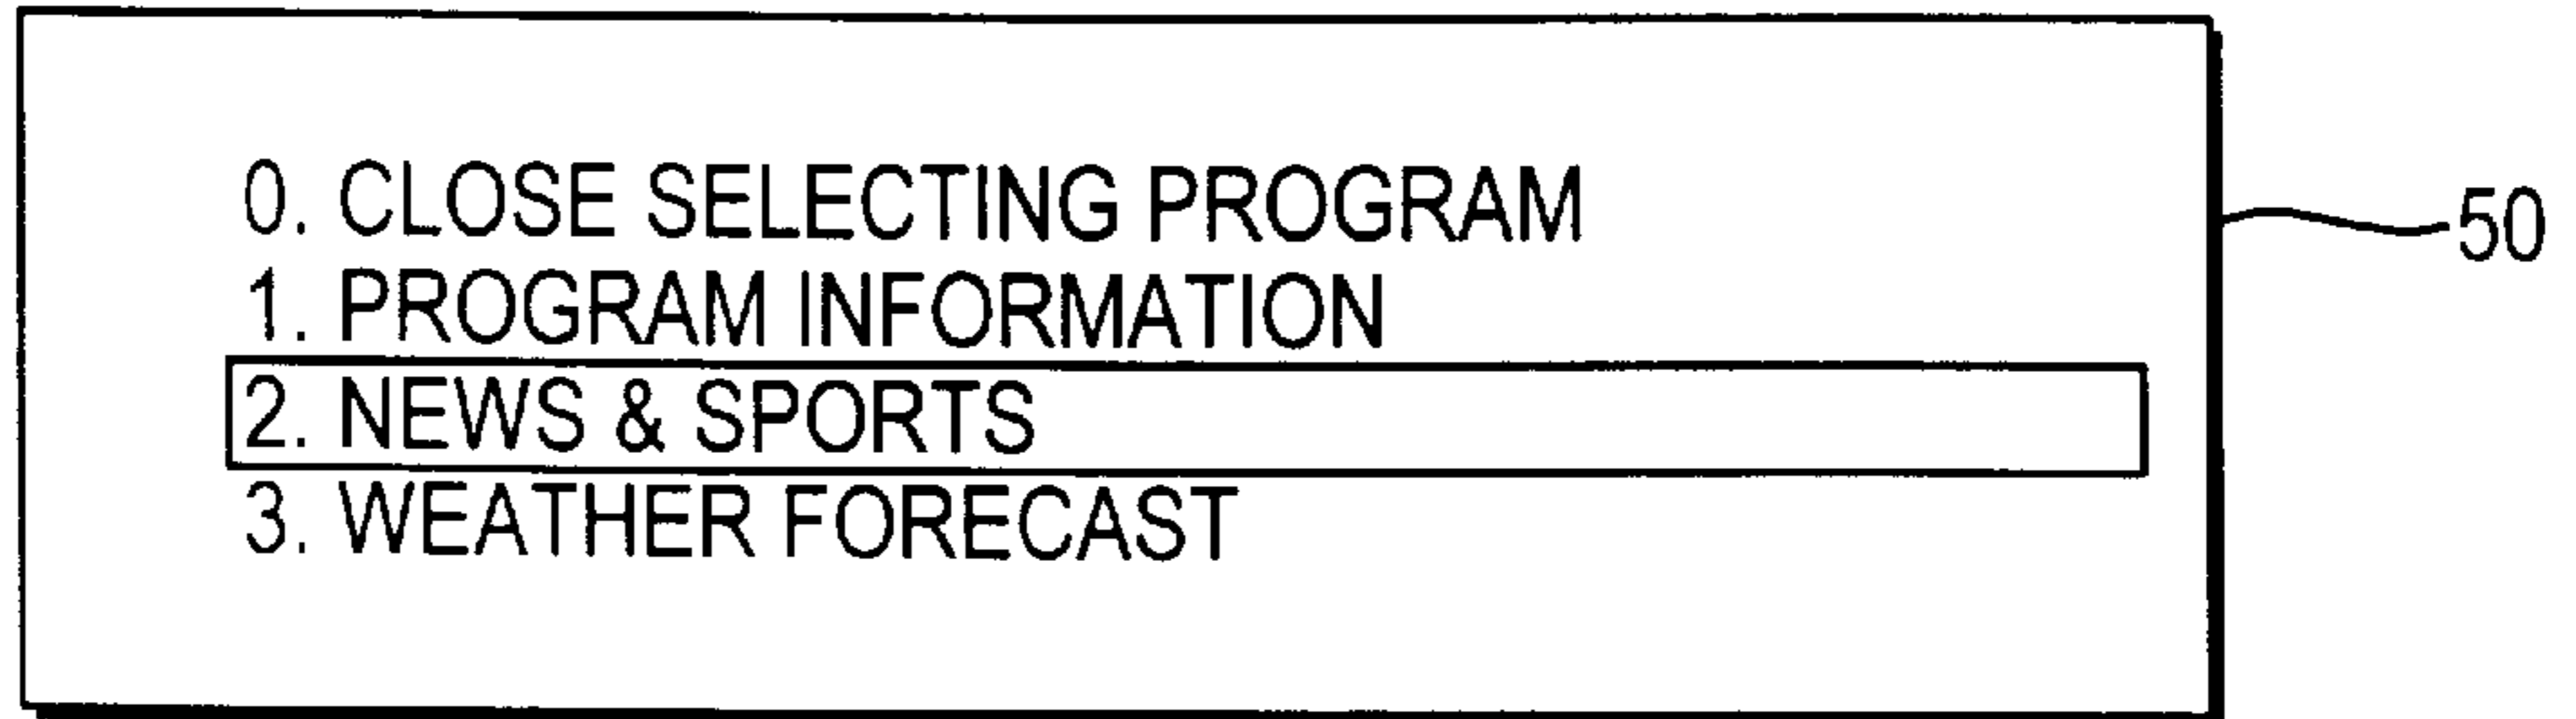 0. CLOSE SELECTING PROGRAM
50
1. PROGRAM INFORMATION
2. NEWS & SPORTS
3. WEATHER FORECAST